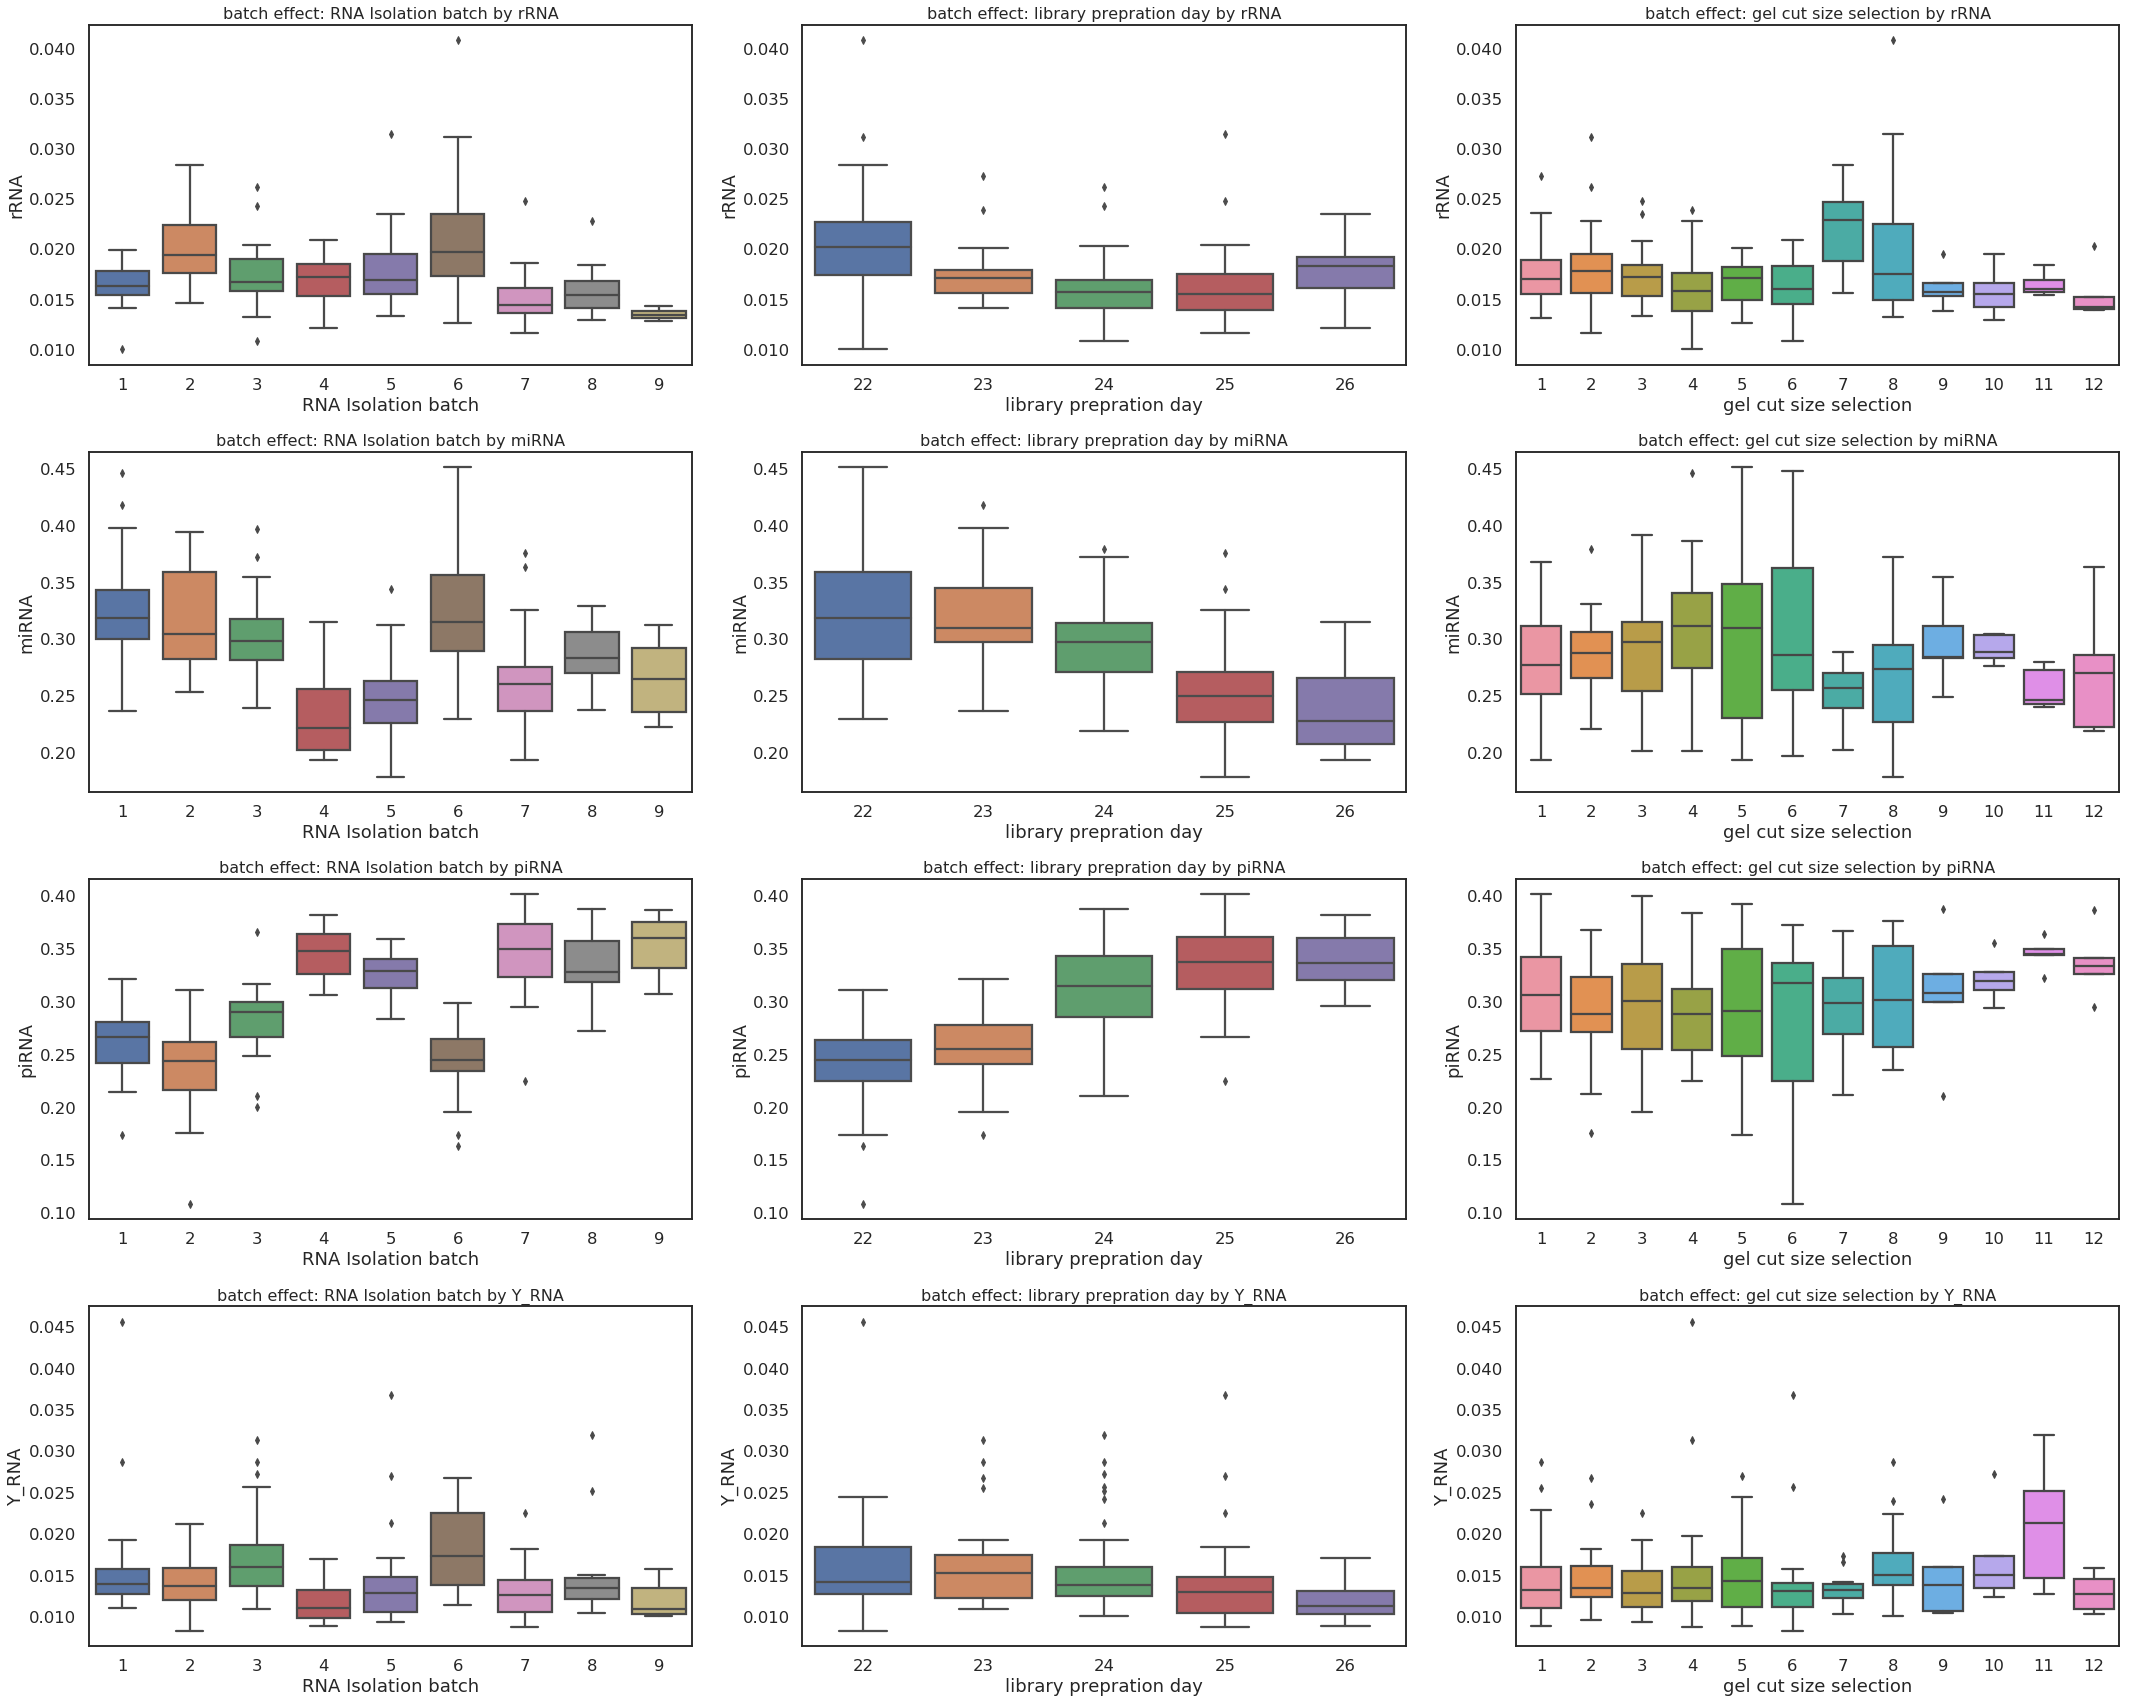 batch effect: RNA Isolation batch by rRNA
batch effect: library prepration day by rRNA
batch effect: gel cut size selection by rRNA
0.040
0.035
0.030
0.025
0.020
0.015
0.010
rRNA
1 2 3 4 5 6 7 8 9
RNA Isolation batch
0.040
0.035
0.030
0.025
0.020
0.015
0.010
rRNA
22 23 24 25 26
library prepration day
0.040
0.035
0.030
0.025
0.020
0.015
0.010
rRNA
1 2 3 4 5 6 7 8 9 10 11 12
gel cut size selection
batch effect: RNA Isolation batch by miRNA
batch effect: library prepration day by miRNA
batch effect: gel cut size selection by miRNA
0.45
0.40
0.35
0.30
0.25
0.20
miRNA
1 2 3 4 5 6 7 8 9
RNA Isolation batch
0.45
0.40
0.35
0.30
0.25
0.20
miRNA
22 23 24 25 26
library prepration day
0.45
0.40
0.35
0.30
0.25
0.20
miRNA
1 2 3 4 5 6 7 8 9 10 11 12
gel cut size selection
batch effect: RNA Isolation batch by piRNA
batch effect: library prepration day by piRNA
batch effect: gel cut size selection by piRNA
0.40
0.35
0.30
0.25
0.20
0.15
0.10
piRNA
1 2 3 4 5 6 7 8 9
RNA Isolation batch
0.40
0.35
0.30
0.25
0.20
0.15
0.10
piRNA
22 23 24 25 26
library prepration day
0.40
0.35
0.30
0.25
0.20
0.15
0.10
piRNA
1 2 3 4 5 6 7 8 9 10 11 12
gel cut size selection
batch effect: RNA Isolation batch by Y_RNA
batch effect: library prepration day by Y_RNA
batch effect: gel cut size selection by Y_RNA
0.045
0.040
0.035
0.030
0.025
0.020
0.015
0.010
Y_RNA
1 2 3 4 5 6 7 8 9
RNA Isolation batch
0.045
0.040
0.035
0.030
0.025
0.020
0.015
0.010
Y_RNA
22 23 24 25 26
library prepration day
0.045
0.040
0.035
0.030
0.025
0.020
0.015
0.010
Y_RNA
1 2 3 4 5 6 7 8 9 10 11 12
gel cut size selection